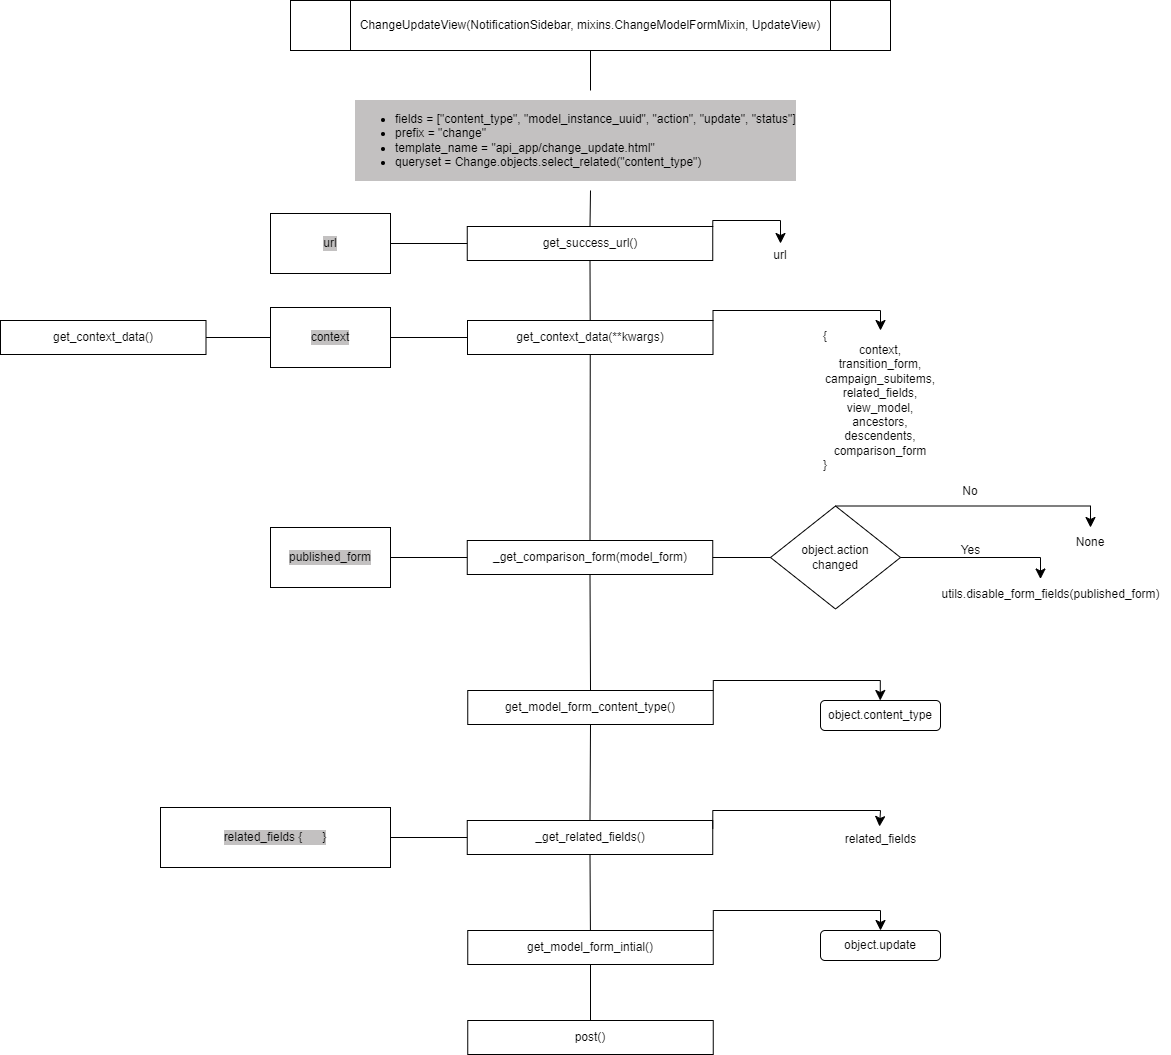 ChangeUpdateView(NotificationSidebar, mixins.ChangeModelFormMixin, UpdateView)
• fields = ["content_type", "model_instance_uuid", "action", "update", "status"]
• prefix = "change"
• template_name = "api_app/change_update.html"
• queryset = Change.objects.select_related("content_type")
url
get_success_url()
url
get_context_data()
context
get_context_data(**kwargs)
{
context,
transition_form,
campaign_subitems,
related_fields,
view_model,
ancestors,
descendents,
comparison_form
}
No
None
published_form
_get_comparison_form(model_form)
object.action
changed
Yes
utils.disable_form_fields(published_form)
get_model_form_content_type()
object.content_type
related_fields { }
_get_related_fields()
related_fields
get_model_form_intial()
object.update
post()